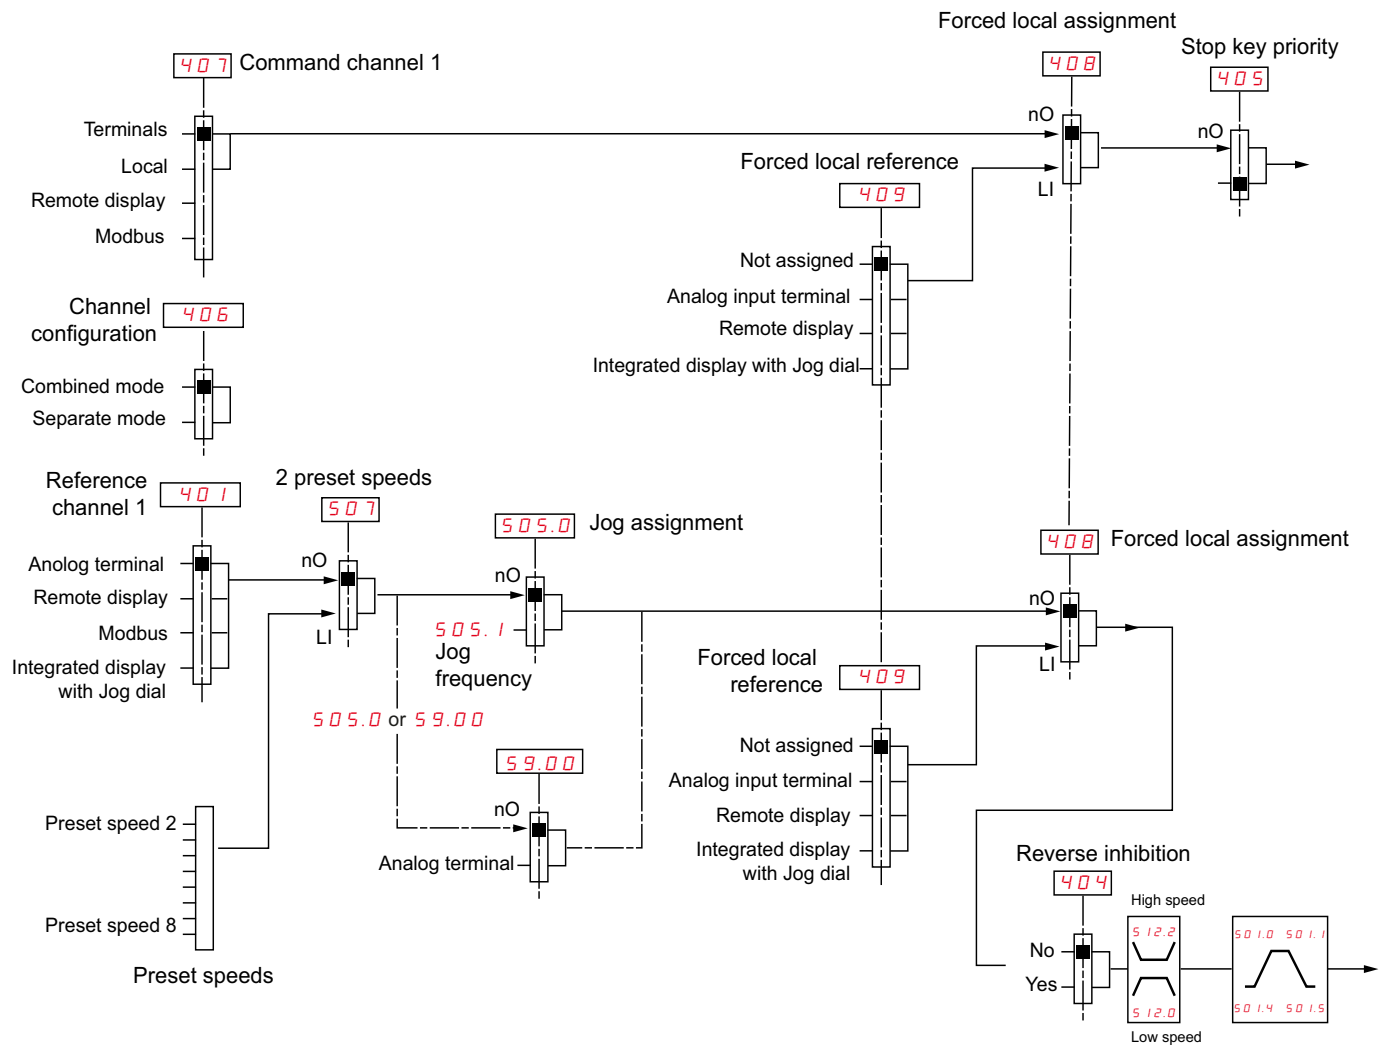 Forced local assignment
408
Stop key priority
405
407 Command channel 1
nO
nO
Terminals
Local
Remote display
Modbus
LI
Forced local reference
409
Not assigned
Analog input terminal
Remote display
Integrated display with Jog dial
Channel
configuration
406
Combined mode
Separate mode
Reference
channel 1
401
2 preset speeds
507
505.0 Jog assignment
408 Forced local assignment
Anolog terminal
Remote display
Modbus
Integrated display
with Jog dial
nO
LI
nO
505.1
Jog
frequency
nO
LI
505.0 or 59.00
59.00
nO
Analog terminal
Forced local
reference
409
Not assigned
Analog input terminal
Remote display
Integrated display
with Jog dial
Preset speed 2
Preset speed 8
Preset speeds
Reverse inhibition
404
No
Yes
High speed
512.2
512.0
Low speed
501.0 501.1
501.4 501.5